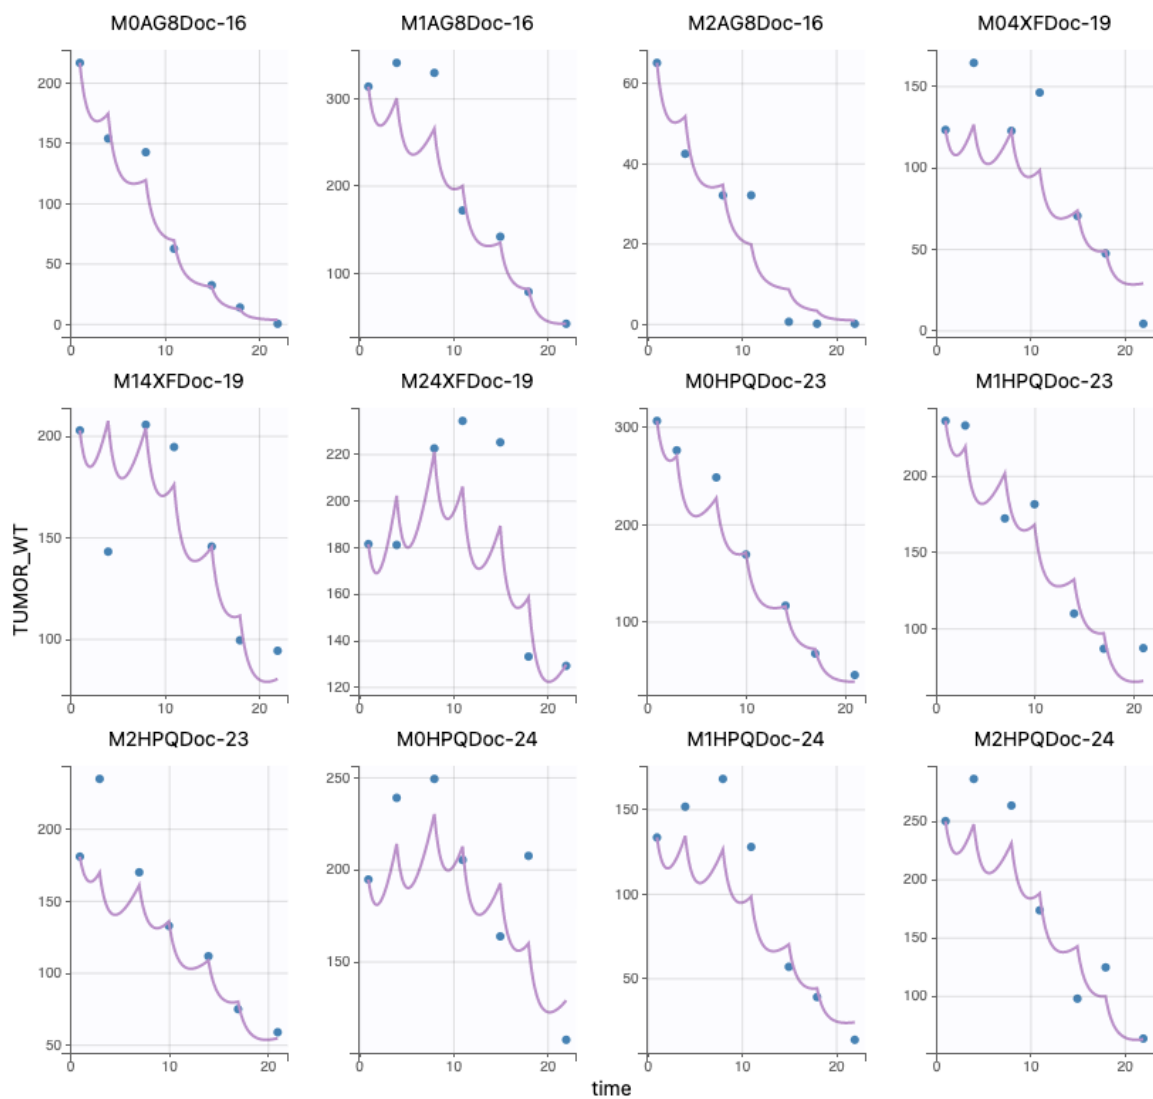 M0AG8Doc-16 M1AG8Doc-16 M2AG8Doc-16 M04XFDoc-19
200 300 60 150
150 40 100
100 200 20 50
50 100
0 0 0
0 10 20 0 10 20 0 10 20 0 10 20
M14XFDoc-19 M24XFDoc-19 M0HPQDoc-23 M1HPQDoc-23
200 220 300 200
200
150 180 200 150
160
100 140 100 100
120
0 10 20 0 10 20 0 10 20 0 10 20
TUMOR_WT
M2HPQDoc-23 M0HPQDoc-24 M1HPQDoc-24 M2HPQDoc-24
200 250 150 250
150 200 100 200
100 150 50 150
50 100
0 10 20 0 10 20 0 10 20 0 10 20
time